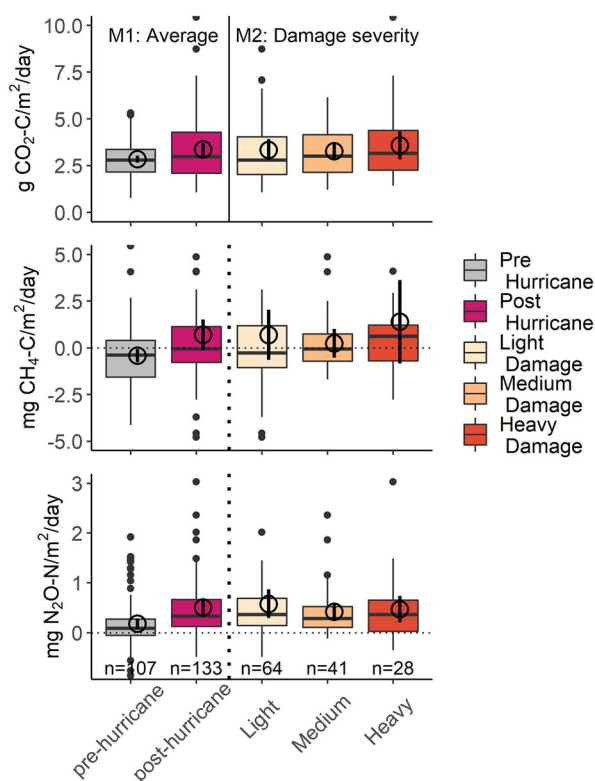 M1: Average M2: Damage severity
g CO₂-C/m²/day
10.0
7.5
5.0
2.5
0.0
mg CH₄-C/m²/day
5.0
2.5
0.0
-2.5
-5.0
mg N₂O-N/m²/day
3
2
1
0
n=107 n=133 n=64 n=41 n=28
pre-hurricane post-hurricane Light Medium Heavy
Pre
Hurricane
Post
Hurricane
Light
Damage
Medium
Damage
Heavy
Damage